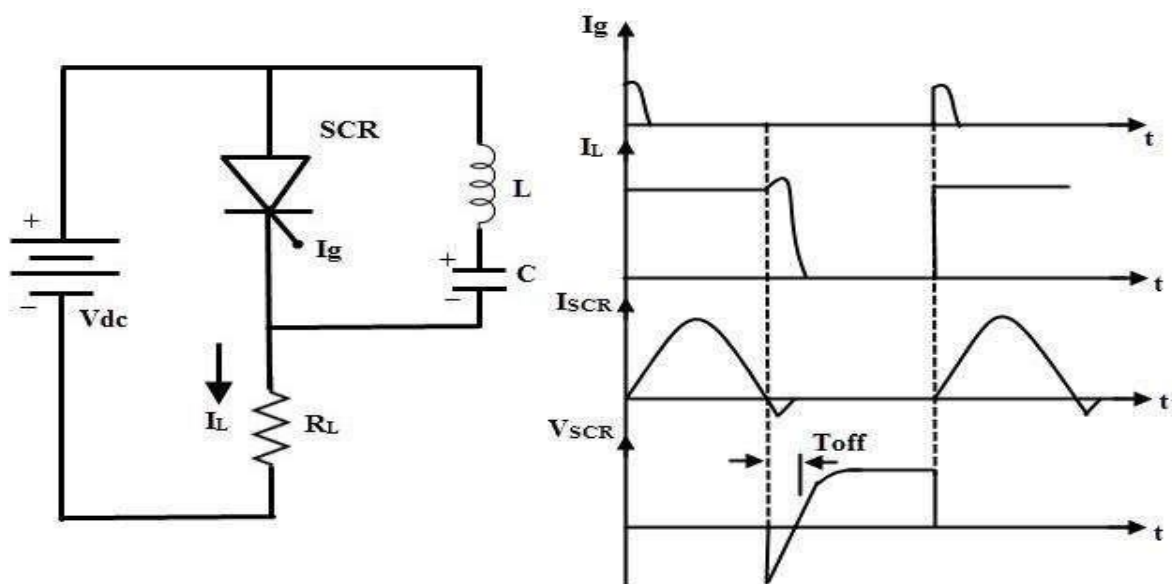 SCR
+
L
Ig
+
C
−
−
Vdc
IL
RL
Ig
t
IL
t
ISCR
t
VSCR
Toff
t